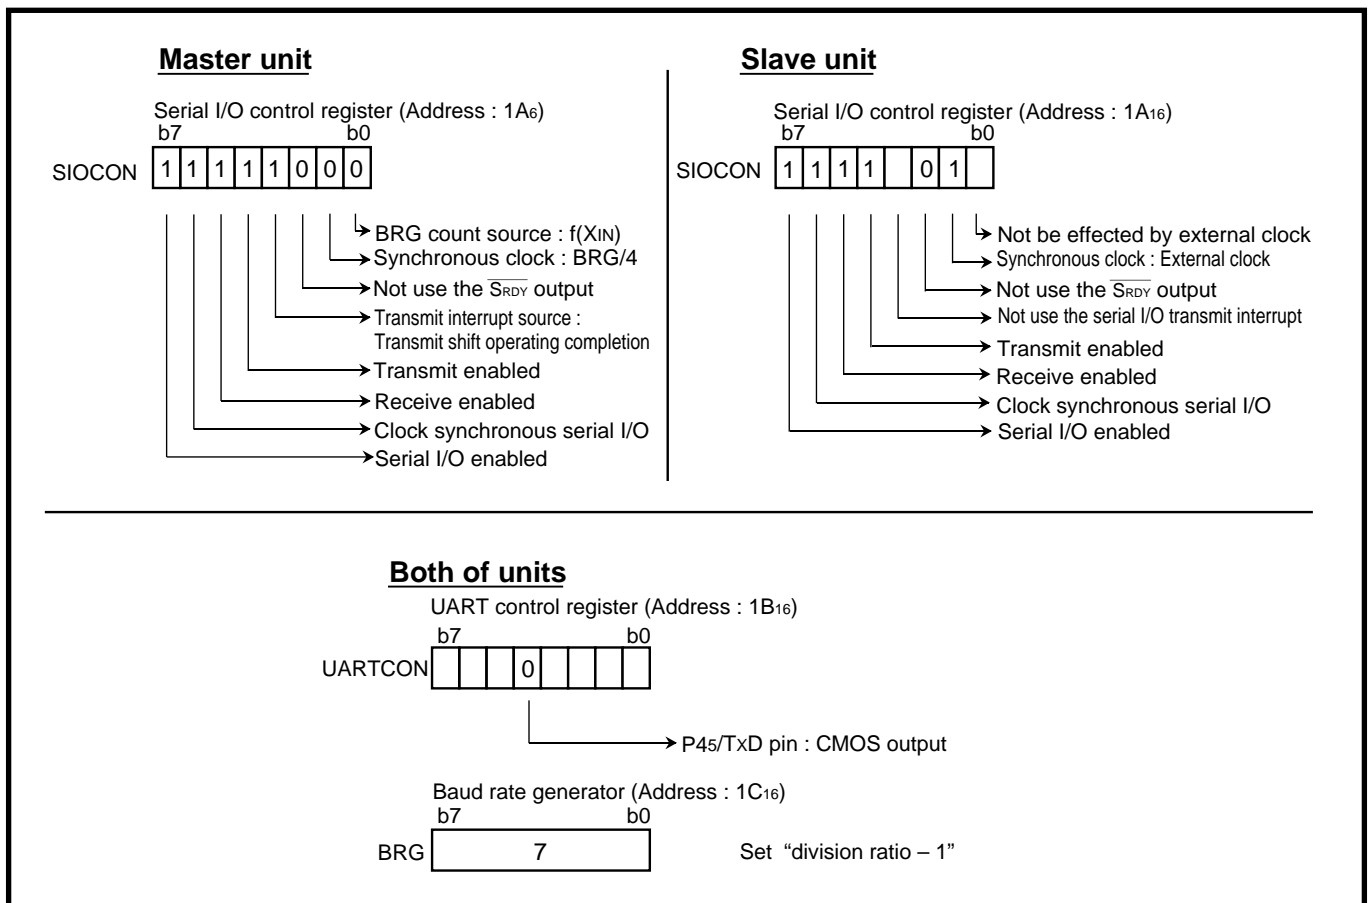 Master unit
Serial I/O control register (Address : 1A6)
b7 b0
SIOCON 1 1 1 1 1 0 0 0
BRG count source : f(XIN)
Synchronous clock : BRG/4
Not use the SRDY output
Transmit interrupt source :
Transmit shift operating completion
Transmit enabled
Receive enabled
Clock synchronous serial I/O
Serial I/O enabled
Slave unit
Serial I/O control register (Address : 1A16)
b7 b0
SIOCON 1 1 1 1 0 1
Not be effected by external clock
Synchronous clock : External clock
Not use the SRDY output
Not use the serial I/O transmit interrupt
Transmit enabled
Receive enabled
Clock synchronous serial I/O
Serial I/O enabled
Both of units
UART control register (Address : 1B16)
b7 b0
UARTCON 0
P45/TxD pin : CMOS output
Baud rate generator (Address : 1C16)
b7 b0
BRG 7 Set “division ratio – 1”